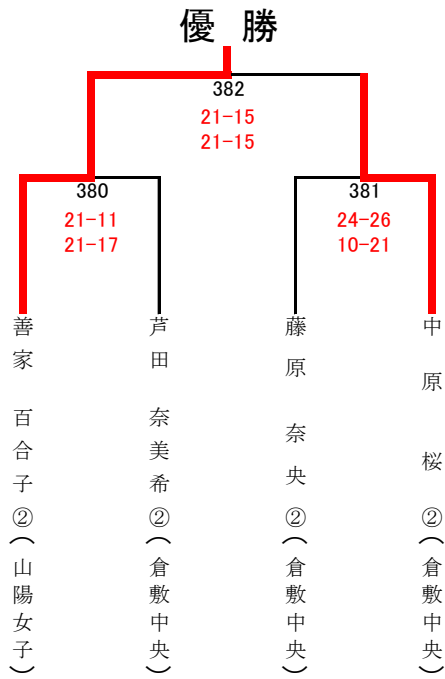 優 勝
382
21-15
21-15
380
21-11
21-17
381
24-26
10-21
善家 百合子②(山陽女子)
芦田 奈美希②(倉敷中央)
藤原 奈央②(倉敷中央)
中原 桜②(倉敷中央)